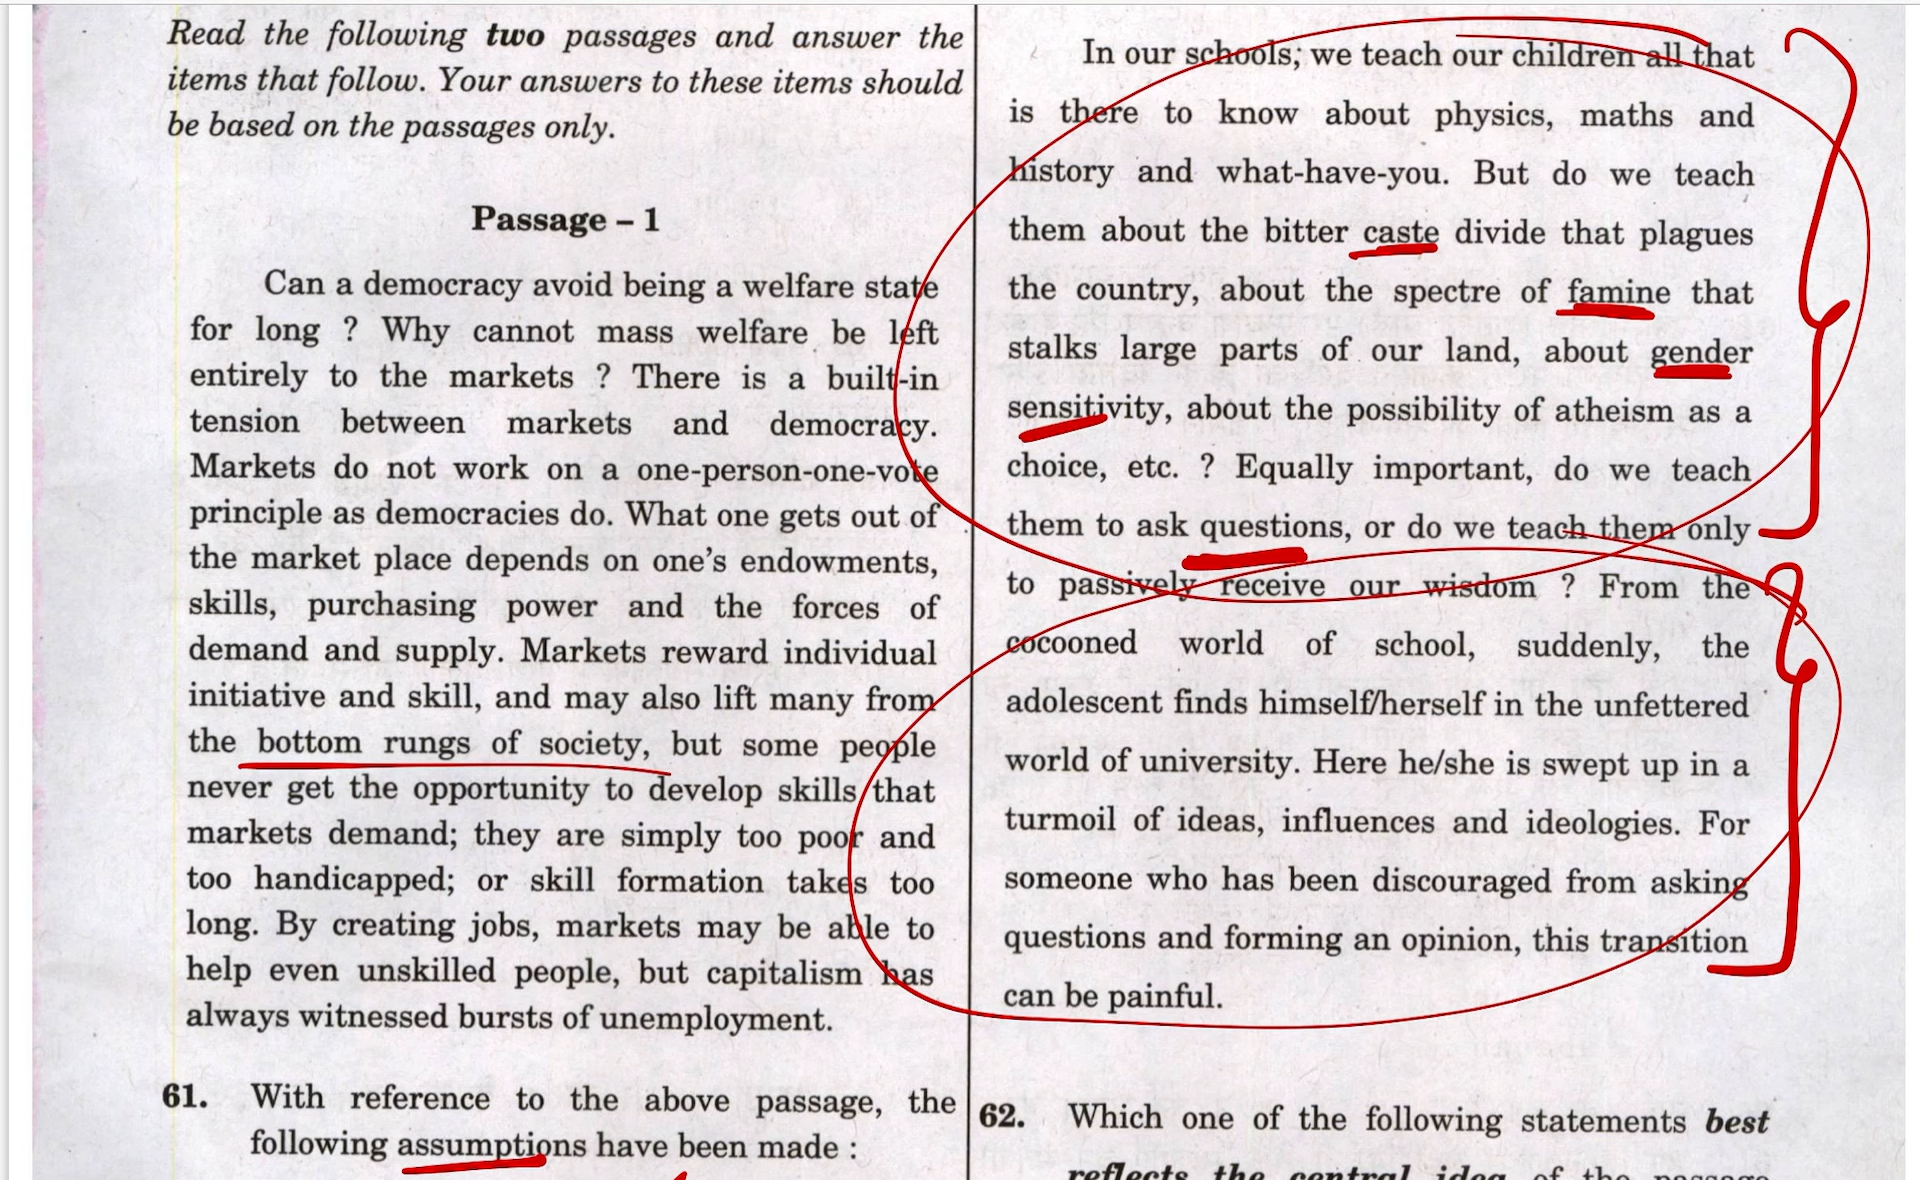 Read the following two passages and answer the
items that follow. Your answers to these items should
be based on the passages only.
Passage – 1
Can a democracy avoid being a welfare state
for long ? Why cannot mass welfare be left
entirely to the markets ? There is a built-in
tension between markets and democracy.
Markets do not work on a one-person-one-vote
principle as democracies do. What one gets out of
the market place depends on one's endowments,
skills, purchasing power and the forces of
demand and supply. Markets reward individual
initiative and skill, and may also lift many from
the bottom rungs of society, but some people
never get the opportunity to develop skills that
markets demand; they are simply too poor and
too handicapped; or skill formation takes too
long. By creating jobs, markets may be able to
help even unskilled people, but capitalism has
always witnessed bursts of unemployment.
61. With reference to the above passage, the
following assumptions have been made :
In our schools; we teach our children all that
is there to know about physics, maths and
history and what-have-you. But do we teach
them about the bitter caste divide that plagues
the country, about the spectre of famine that
stalks large parts of our land, about gender
sensitivity, about the possibility of atheism as a
choice, etc. ? Equally important, do we teach
them to ask questions, or do we teach them only
to passively receive our wisdom ? From the
cocooned world of school, suddenly, the
adolescent finds himself/herself in the unfettered
world of university. Here he/she is swept up in a
turmoil of ideas, influences and ideologies. For
someone who has been discouraged from asking
questions and forming an opinion, this transition
can be painful.
62. Which one of the following statements best
reflects the central idea of the passage